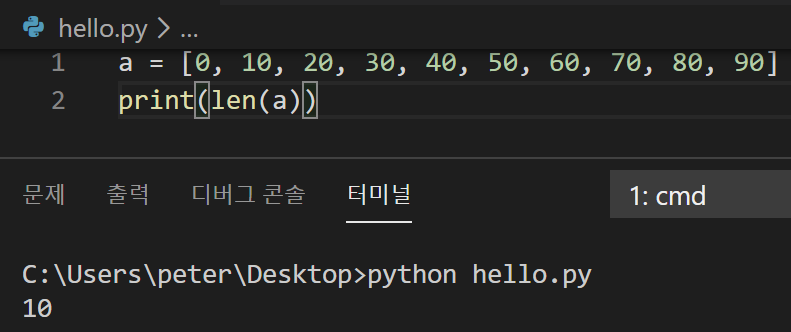 hello.py > ...
1 a = [0, 10, 20, 30, 40, 50, 60, 70, 80, 90]
2 print(len(a))
문제 출력 디버그 콘솔 터미널 1: cmd
C:\Users\peter\Desktop>python hello.py
10